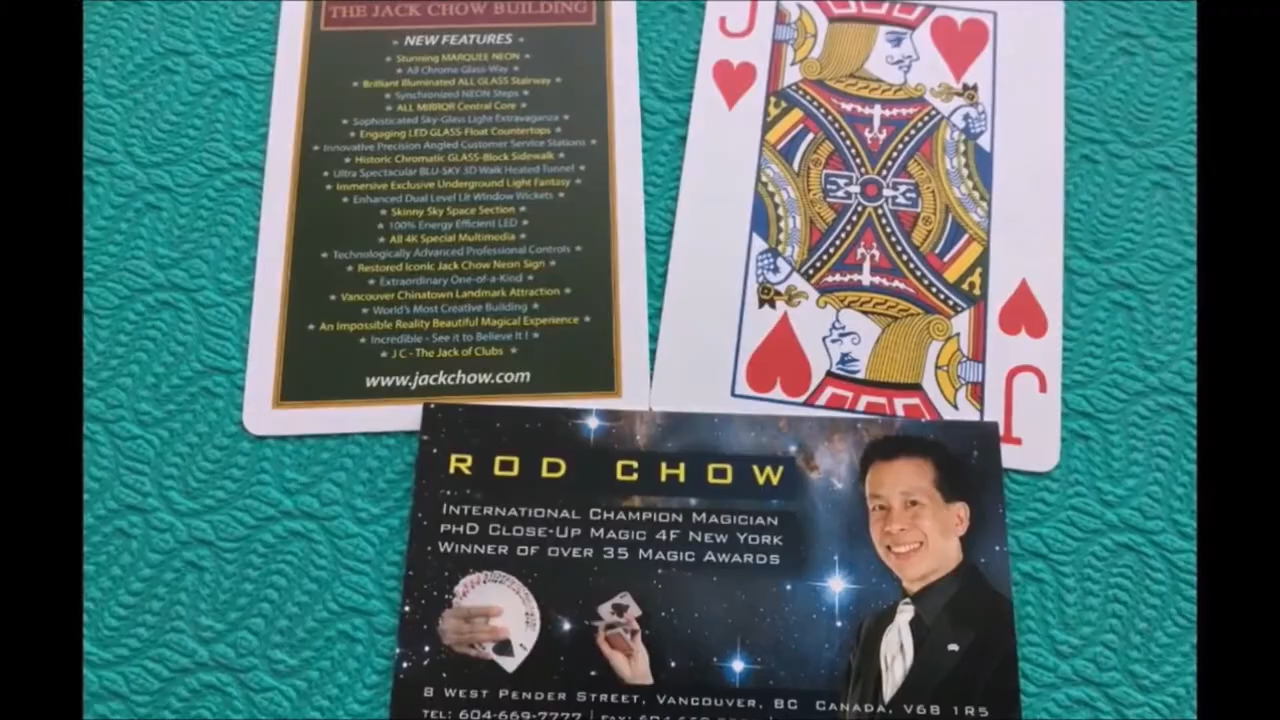 THE JACK CHOW BUILDING
» NEW FEATURES «
★ Stunning MARQUEE NEON ★
★ All Chrome Glass-Way ★
★ Brilliant Illuminated ALL GLASS Stairway ★
★ Synchronized NEON Steps ★
★ ALL MIRROR Central Core ★
★ Sophisticated Sky-Glass Light Extravaganza ★
★ Engaging LED GLASS-Float Countertops ★
★ Innovative Precision Angled Customer Service Stations ★
★ Historic Chromatic GLASS-Block Sidewalk ★
★ Ultra Spectacular BLU-SKY 3D Walk Heated Tunnel ★
★ Immersive Exclusive Underground Light Fantasy ★
★ Enhanced Dual Level Lit Window Wickets ★
★ Skinny Sky Space Section ★
★ 100% Energy Efficient LED ★
★ All 4K Special Multimedia ★
★ Technologically Advanced Professional Controls ★
★ Restored Iconic Jack Chow Neon Sign ★
★ Extraordinary One-of-a-Kind ★
★ Vancouver Chinatown Landmark Attraction ★
★ World's Most Creative Building ★
★ An Impossible Reality Beautiful Magical Experience ★
★ Incredible - See it to Believe It ! ★
★ J C - The Jack of Clubs ★
www.jackchow.com
J
J
ROD CHOW
INTERNATIONAL CHAMPION MAGICIAN
PHD CLOSE-UP MAGIC 4F NEW YORK
WINNER OF OVER 35 MAGIC AWARDS
8 WEST PENDER STREET, VANCOUVER, BC CANADA, V6B 1R5
TEL: 604-669-7777 | FAX: 604-669